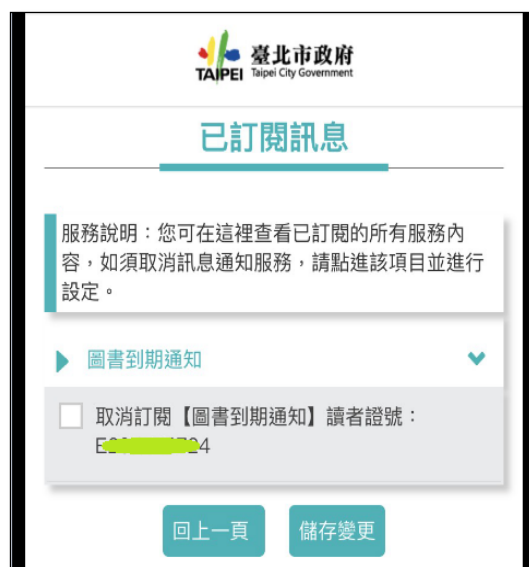 臺北市政府
TAIPEI Taipei City Government
已訂閱訊息
服務說明：您可在這裡查看已訂閱的所有服務內
容，如須取消訊息通知服務，請點進該項目並進行
設定。
圖書到期通知
取消訂閱【圖書到期通知】讀者證號：
回上一頁
儲存變更